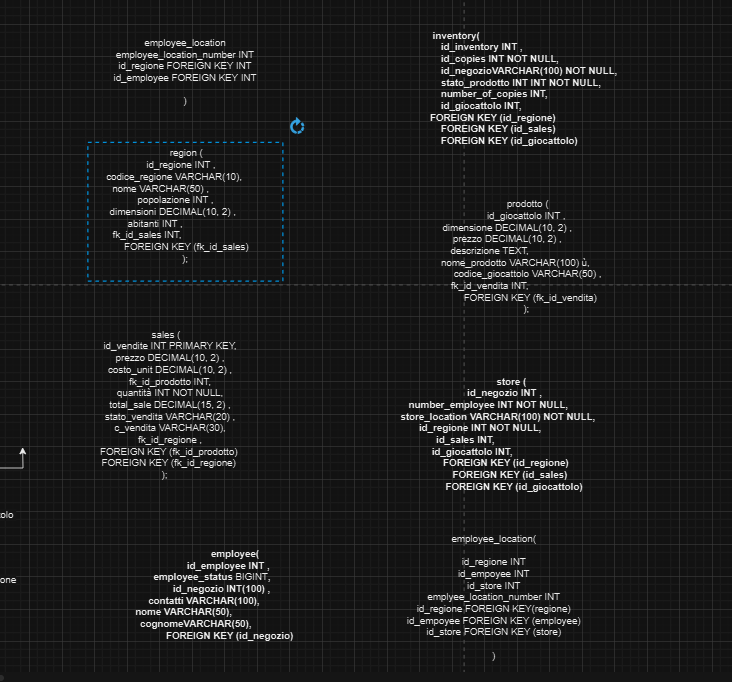 employee_location
employee_location_number INT
id_regione FOREIGN KEY INT
id_employee FOREIGN KEY INT
)
region (
id_regione INT ,
codice_regione VARCHAR(10),
nome VARCHAR(50) ,
popolazione INT ,
dimensioni DECIMAL(10, 2) ,
abitanti INT ,
fk_id_sales INT,
FOREIGN KEY (fk_id_sales)
);
sales (
id_vendite INT PRIMARY KEY,
prezzo DECIMAL(10, 2) ,
costo_unit DECIMAL(10, 2) ,
fk_id_prodotto INT,
quantità INT NOT NULL,
total_sale DECIMAL(15, 2) ,
stato_vendita VARCHAR(20) ,
c_vendita VARCHAR(30),
fk_id_regione ,
FOREIGN KEY (fk_id_prodotto)
FOREIGN KEY (fk_id_regione)
);
olo
one
employee(
id_employee INT ,
employee_status BIGINT,
id_negozio INT(100) ,
contatti VARCHAR(100),
nome VARCHAR(50),
cognomeVARCHAR(50),
FOREIGN KEY (id_negozio)
inventory(
id_inventory INT ,
id_copies INT NOT NULL,
id_negozioVARCHAR(100) NOT NULL,
stato_prodotto INT INT NOT NULL,
number_of_copies INT,
id_giocattolo INT,
FOREIGN KEY (id_regione)
FOREIGN KEY (id_sales)
FOREIGN KEY (id_giocattolo)
prodotto (
id_giocattolo INT ,
dimensione DECIMAL(10, 2) ,
prezzo DECIMAL(10, 2) ,
descrizione TEXT,
nome_prodotto VARCHAR(100) ù,
codice_giocattolo VARCHAR(50) ,
fk_id_vendita INT,
FOREIGN KEY (fk_id_vendita)
);
store (
id_negozio INT ,
number_employee INT NOT NULL,
store_location VARCHAR(100) NOT NULL,
id_regione INT NOT NULL,
id_sales INT,
id_giocattolo INT,
FOREIGN KEY (id_regione)
FOREIGN KEY (id_sales)
FOREIGN KEY (id_giocattolo)
employee_location(
id_regione INT
id_empoyee INT
id_store INT
emplyee_location_number INT
id_regione FOREIGN KEY(regione)
id_empoyee FOREIGN KEY (employee)
id_store FOREIGN KEY (store)
)